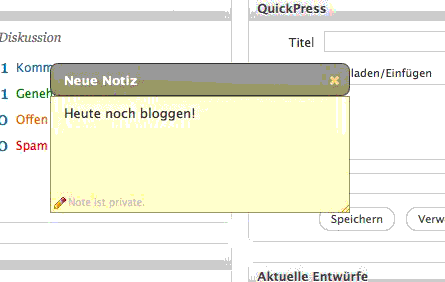 QuickPress
Diskussion
Titel
1 Komm
laden/Einfügen
Neue Notiz
1 Geneh
Heute noch bloggen!
0 Offen
0 Spam
Note ist private.
Speichern
Verw
Aktuelle Entwürfe